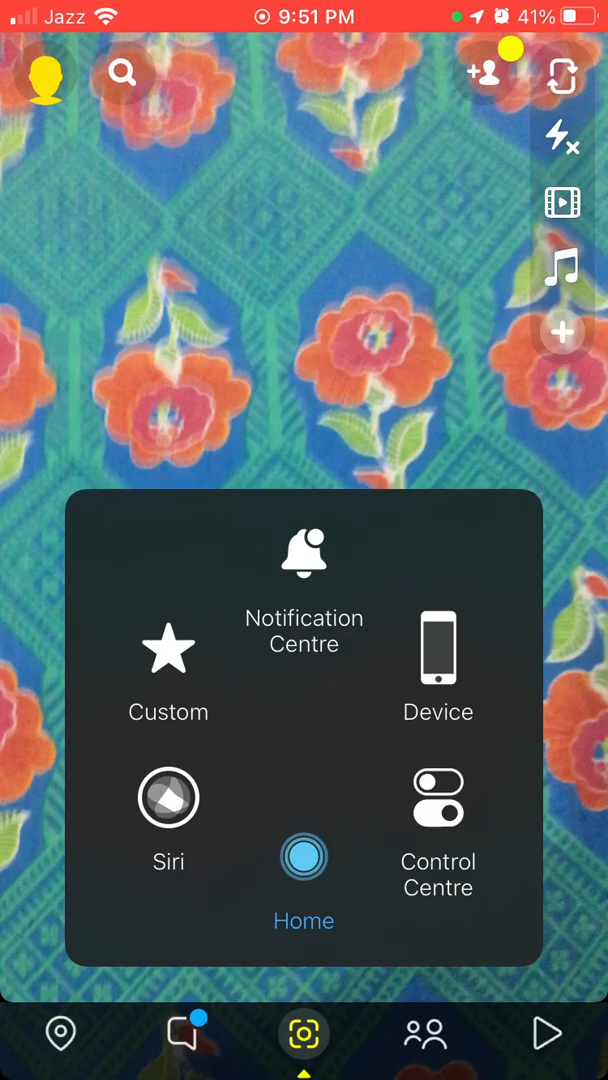 Jazz 9:51 PM 41%
Notification
Centre
Custom
Device
Siri
Control
Centre
Home